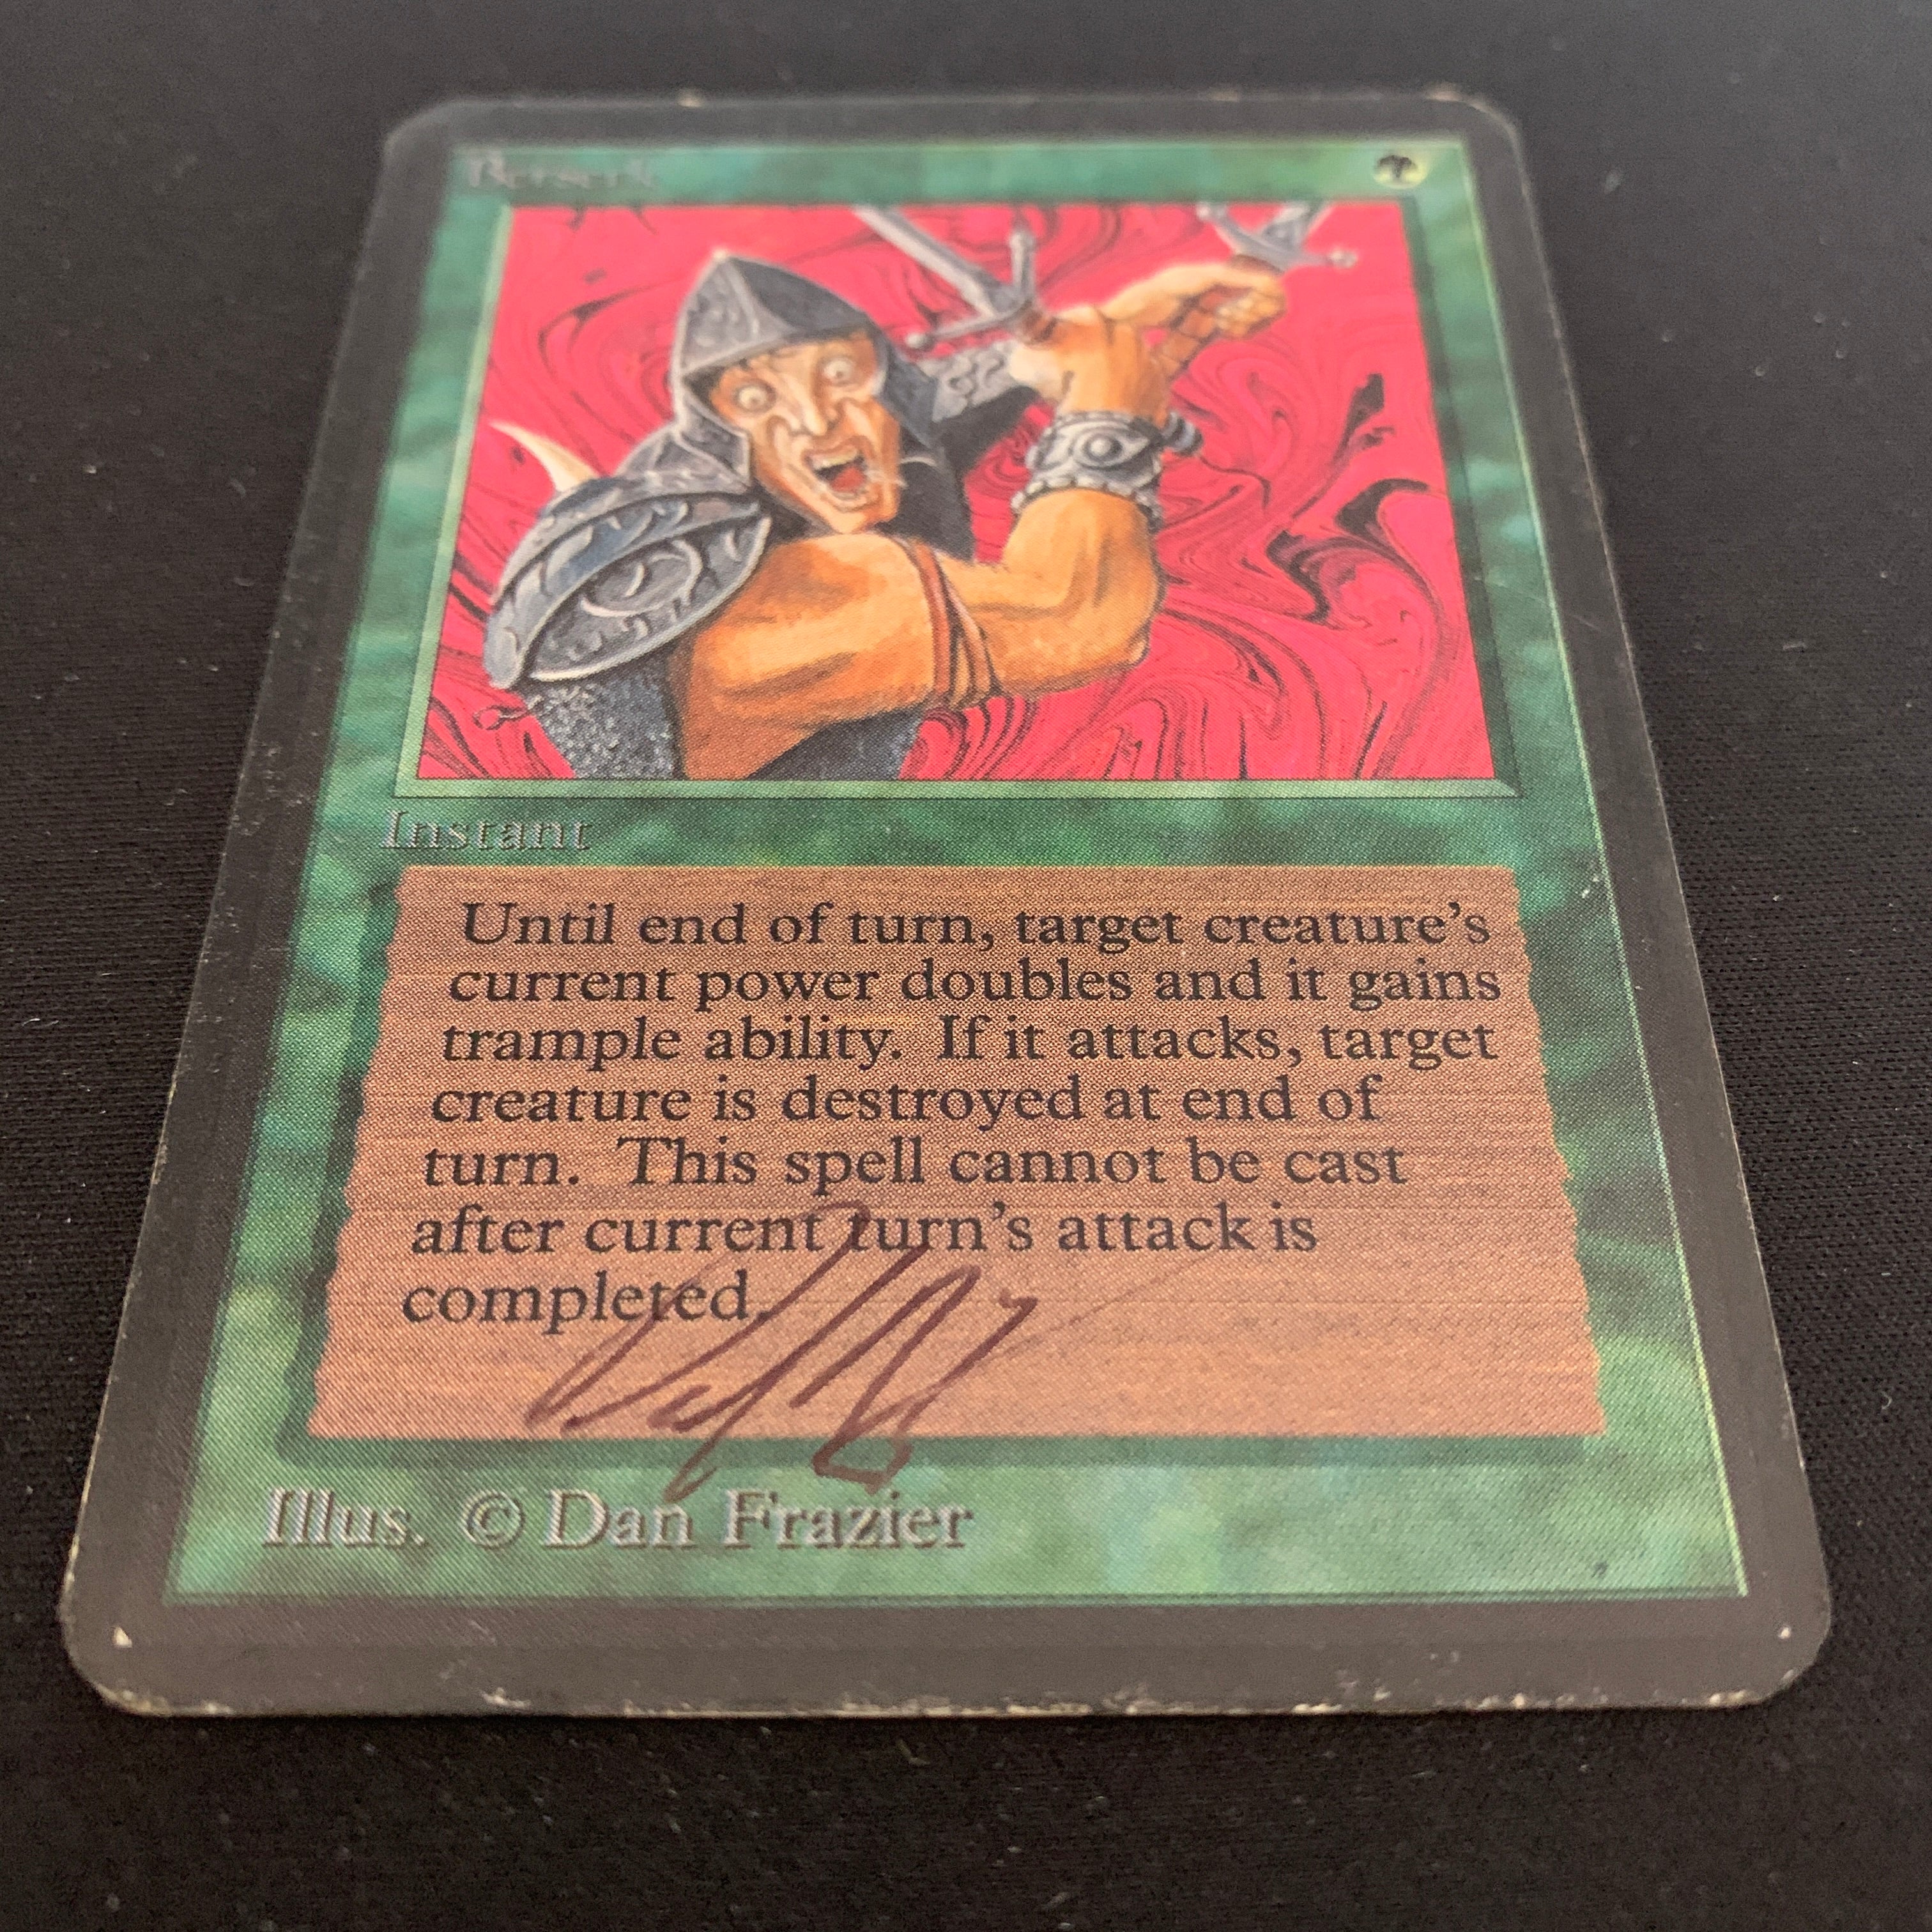 Berserk
Instant
Until end of turn, target creature's
current power doubles and it gains
trample ability. If it attacks, target
creature is destroyed at end of
turn. This spell cannot be cast
after current turn's attack is
completed.
Illus. © Dan Frazier